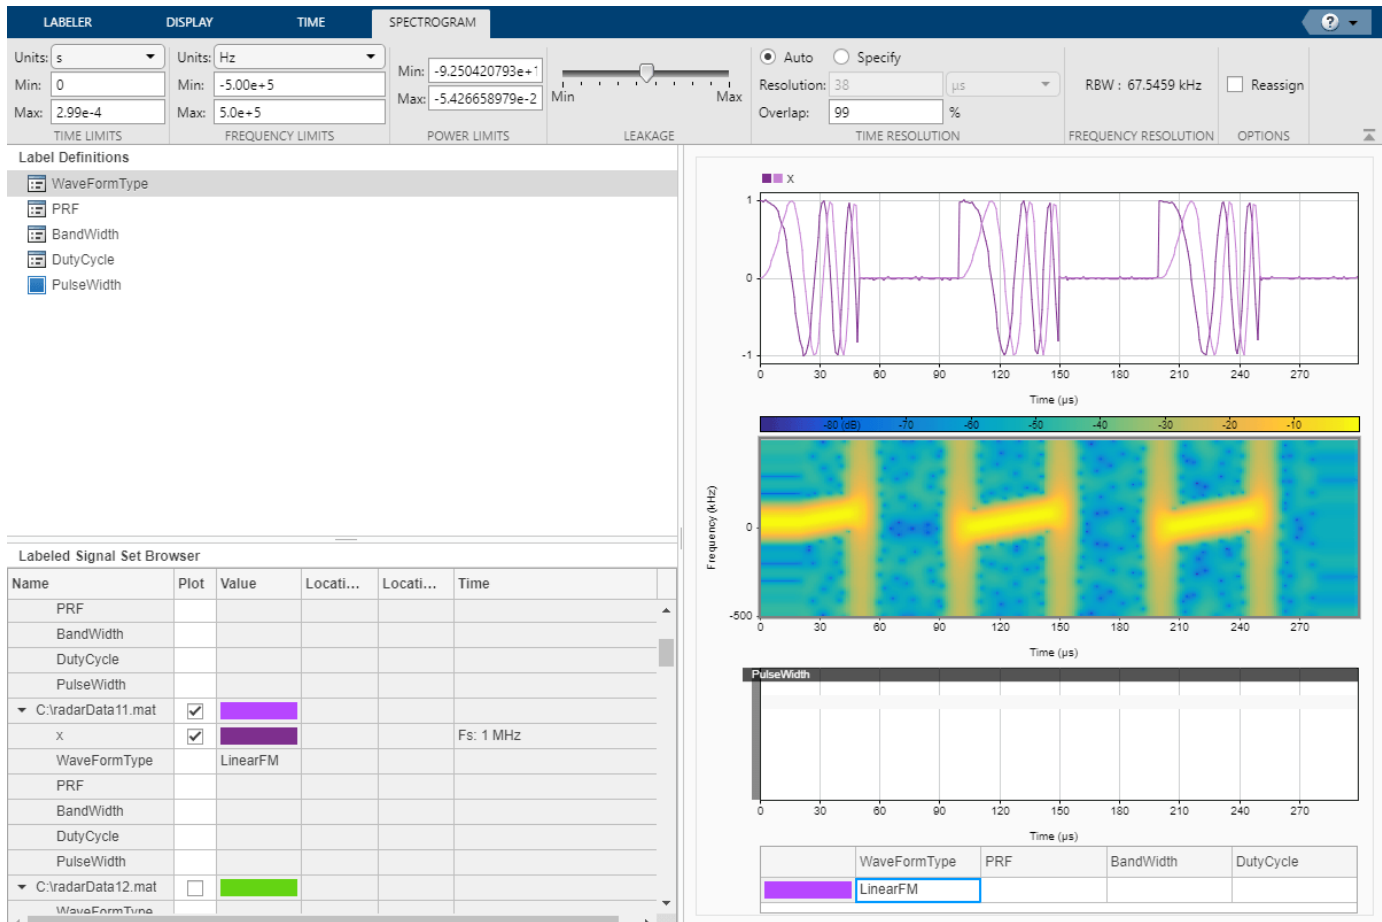 LABELER DISPLAY TIME SPECTROGRAM ?
Units: s Units: Hz Min: -9.250420793e+1 Auto Specify
Min: 0 Min: -5.00e+5 Max: -5.426658979e-2 Min Max Resolution: 38 µs RBW : 67.5459 kHz Reassign
Max: 2.99e-4 Max: 5.0e+5 Overlap: 99 %
TIME LIMITS FREQUENCY LIMITS POWER LIMITS LEAKAGE TIME RESOLUTION FREQUENCY RESOLUTION OPTIONS
Label Definitions
WaveFormType
PRF
BandWidth
DutyCycle
PulseWidth
Labeled Signal Set Browser
Name Plot Value Locati... Locati... Time
PRF
BandWidth
DutyCycle
PulseWidth
C:\radarData11.mat
x Fs: 1 MHz
WaveFormType LinearFM
PRF
BandWidth
DutyCycle
PulseWidth
C:\radarData12.mat
WaveFormType
x
1
0
-1
0 30 60 90 120 150 180 210 240 270
Time (µs)
-80 (dB) -70 -60 -50 -40 -30 -20 -10
Frequency (kHz)
0
-500
0 30 60 90 120 150 180 210 240 270
Time (µs)
PulseWidth
0 30 60 90 120 150 180 210 240 270
Time (µs)
WaveFormType PRF BandWidth DutyCycle
LinearFM